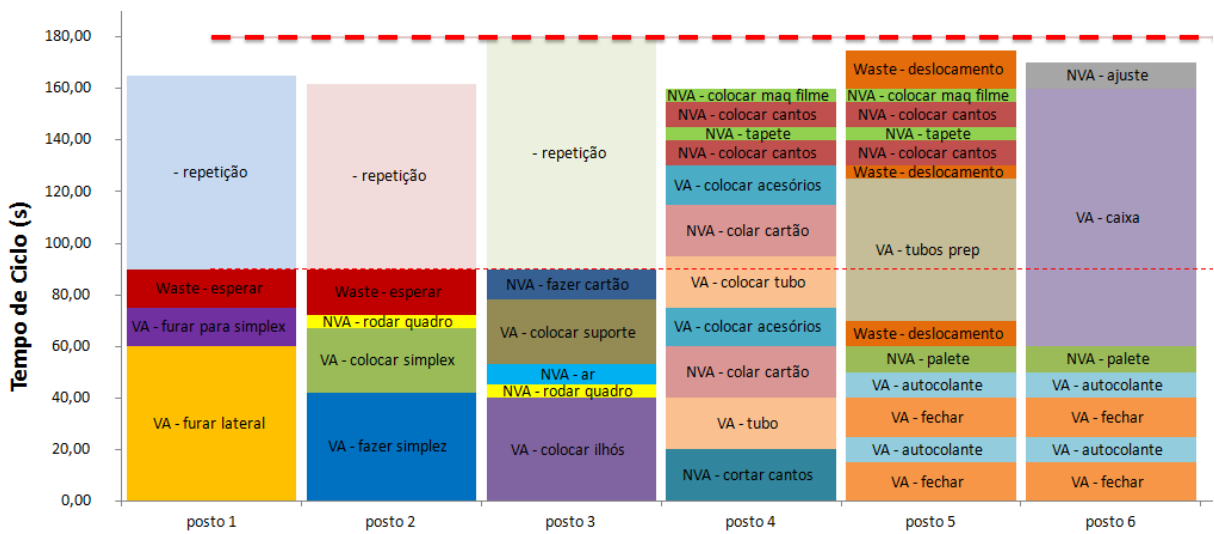 Tempo de Ciclo (s)
180,00
160,00
140,00
120,00
100,00
80,00
60,00
40,00
20,00
0,00
- repetição
Waste - esperar
VA - furar para simplex
VA - furar lateral
posto 1
- repetição
Waste - esperar
NVA - rodar quadro
VA - colocar simplex
VA - fazer simplez
posto 2
- repetição
NVA - fazer cartão
VA - colocar suporte
NVA - ar
NVA - rodar quadro
VA - colocar ilhós
posto 3
NVA - colocar maq filme
NVA - colocar cantos
NVA - tapete
NVA - colocar cantos
VA - colocar acesórios
NVA - colar cartão
VA - colocar tubo
VA - colocar acesórios
NVA - colar cartão
VA - tubo
NVA - cortar cantos
posto 4
Waste - deslocamento
NVA - colocar maq filme
NVA - colocar cantos
NVA - tapete
NVA - colocar cantos
Waste - deslocamento
VA - tubos prep
Waste - deslocamento
NVA - palete
VA - autocolante
VA - fechar
VA - autocolante
VA - fechar
posto 5
NVA - ajuste
VA - caixa
NVA - palete
VA - autocolante
VA - fechar
VA - autocolante
VA - fechar
posto 6